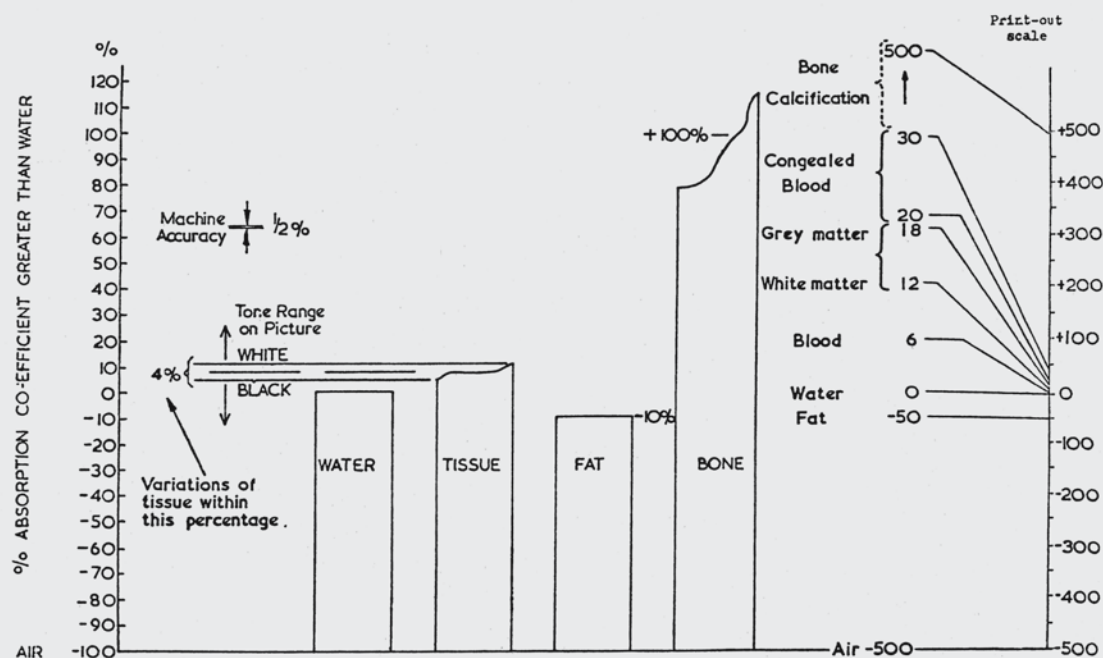 % ABSORPTION CO-EFFICIENT GREATER THAN WATER
%
120
110
100
90
80
70
60
50
40
30
20
10
0
-10
-20
-30
-40
-50
-60
-70
-80
-90
AIR -100
Machine
Accuracy
1/2%
Tone Range
on Picture
WHITE
4%
BLACK
Variations of
tissue within
this percentage.
WATER
TISSUE
FAT
-10%
BONE
+100%
Bone
Calcification
500
Congealed
Blood
30
20
Grey matter 18
White matter 12
Blood 6
Water 0
Fat -50
Air -500
Print-out
scale
+500
+400
+300
+200
+100
0
-100
-200
-300
-400
-500